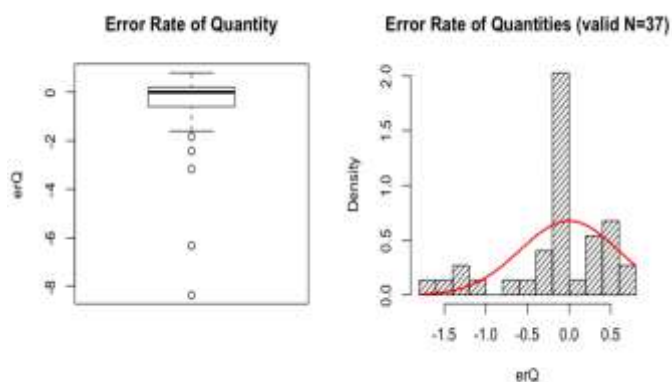 Error Rate of Quantity
erQ
0
-2
-4
-6
-8
Error Rate of Quantities (valid N=37)
Density
2.0
1.5
1.0
0.5
0.0
-1.5 -1.0 -0.5 0.0 0.5
erQ